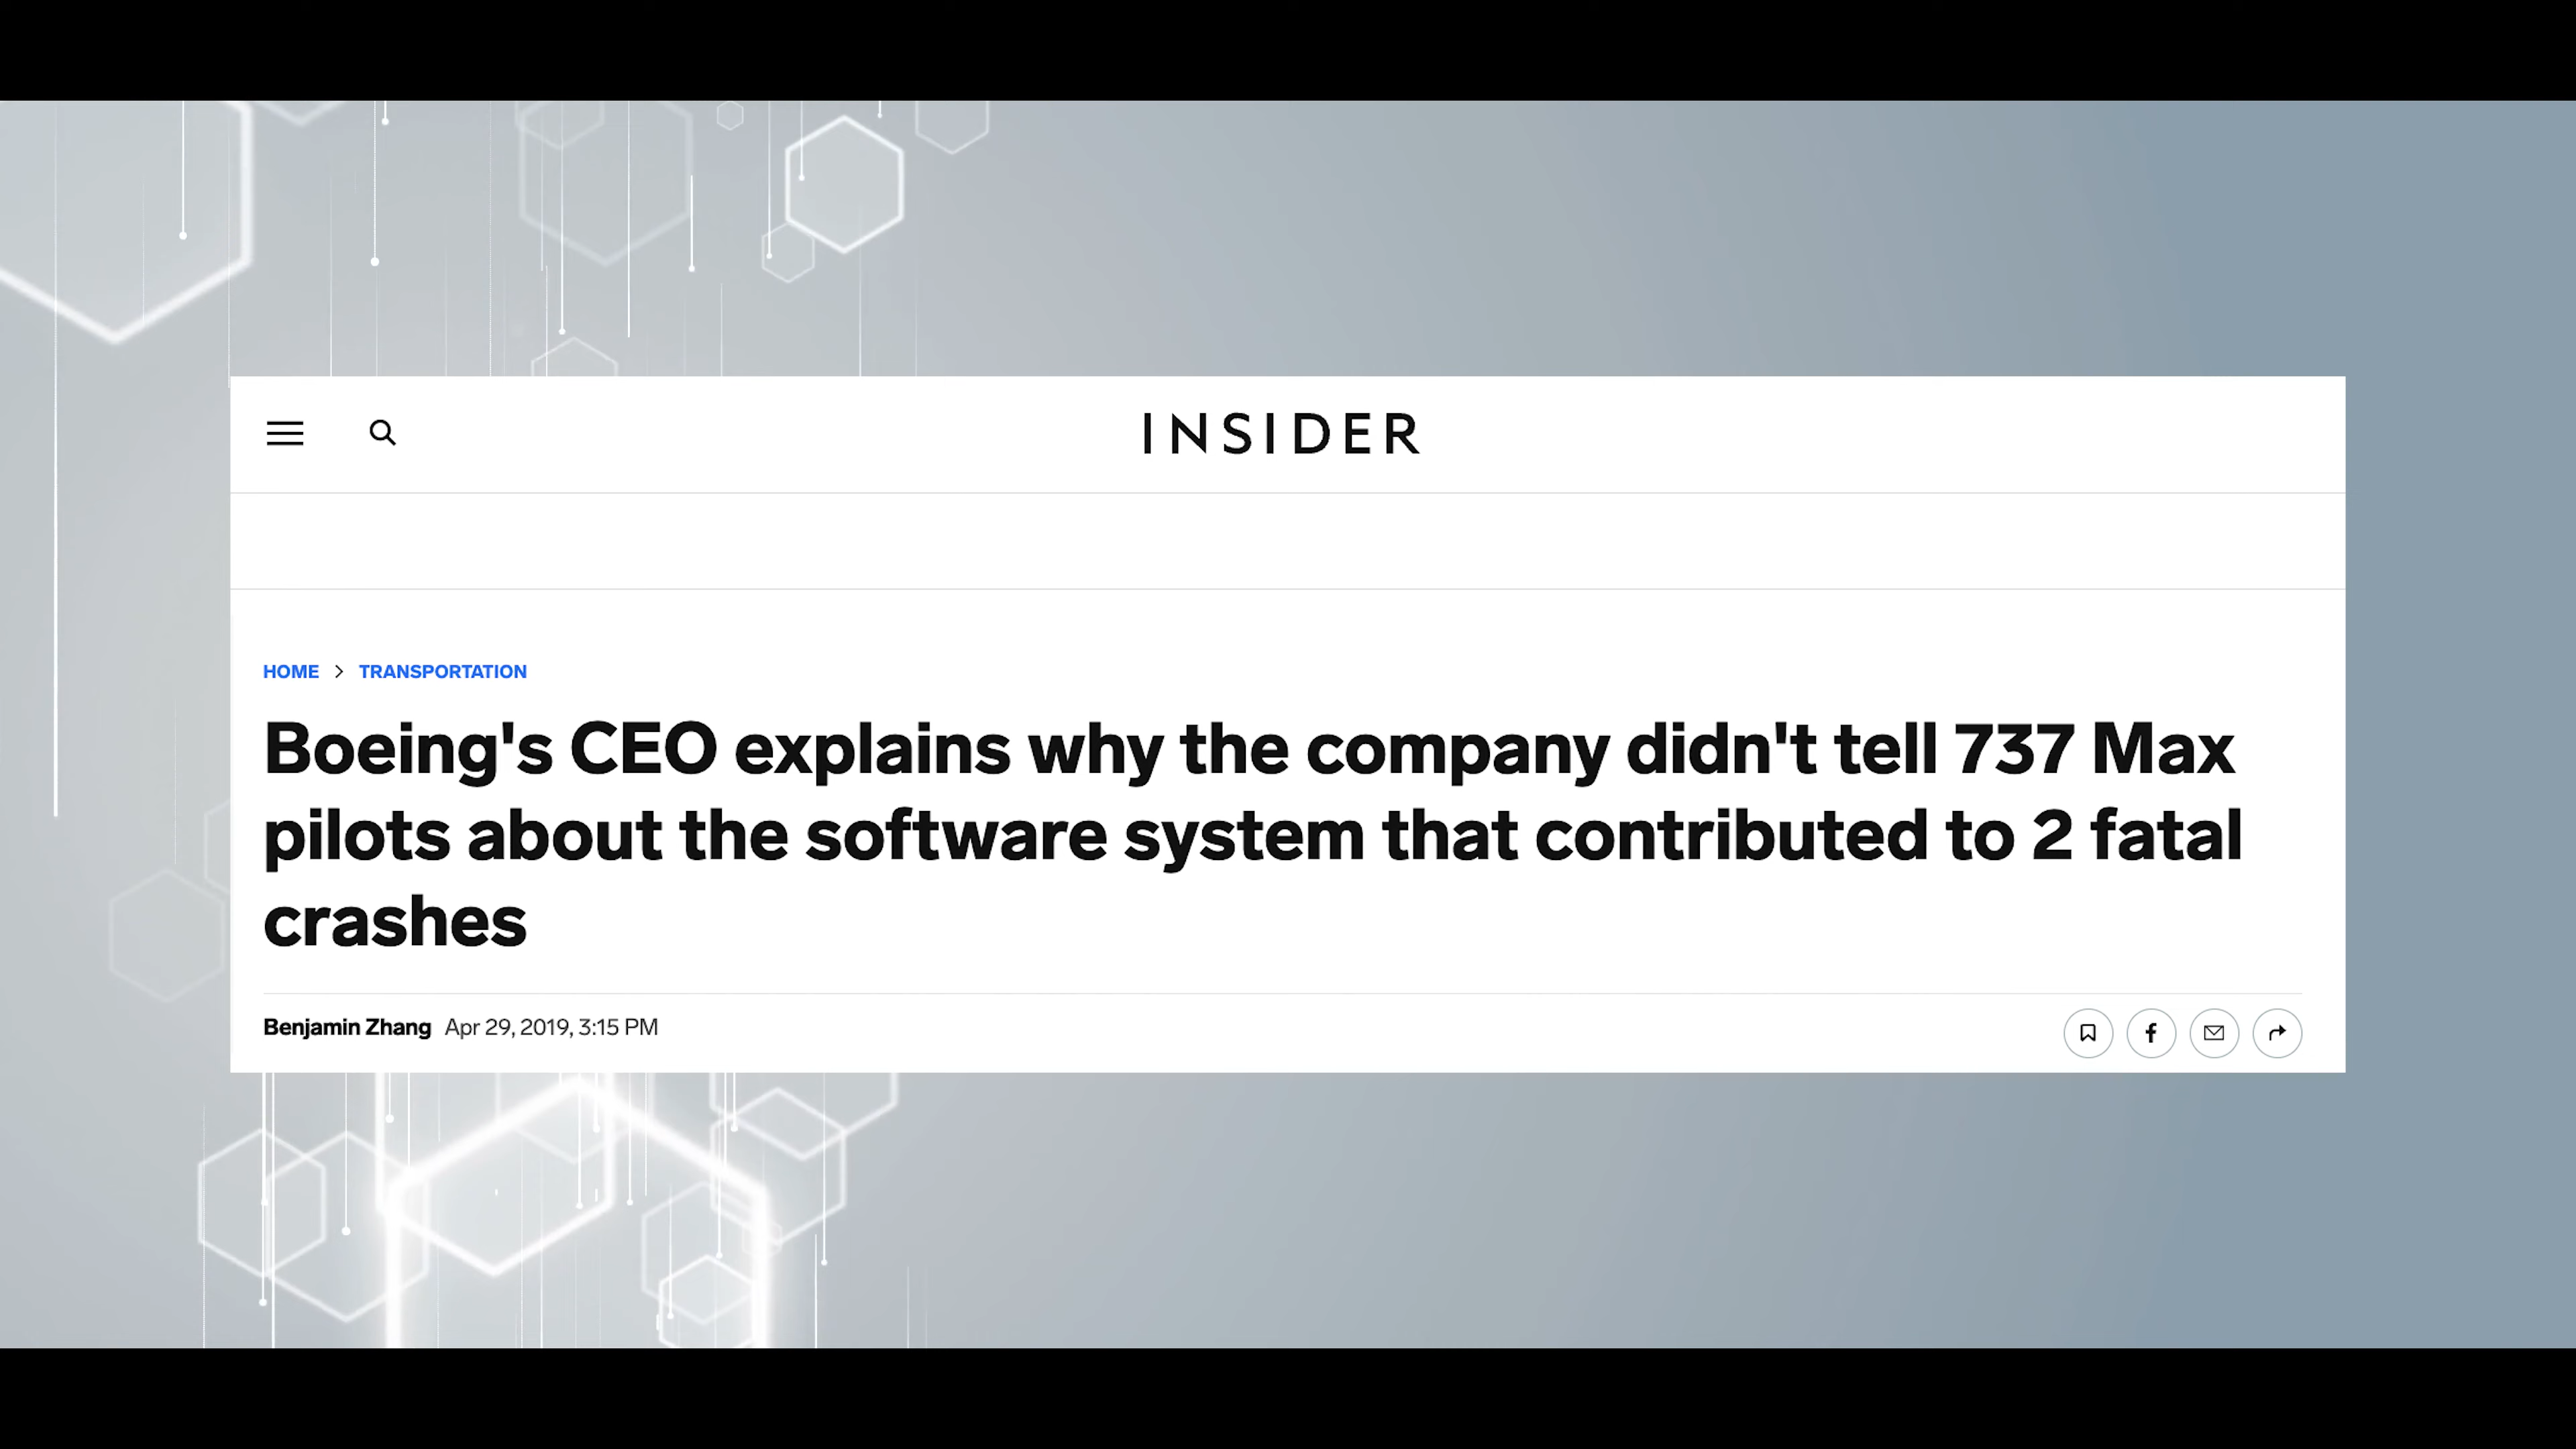 INSIDER
HOME > TRANSPORTATION
Boeing's CEO explains why the company didn't tell 737 Max
pilots about the software system that contributed to 2 fatal
crashes
Benjamin Zhang Apr 29, 2019, 3:15 PM